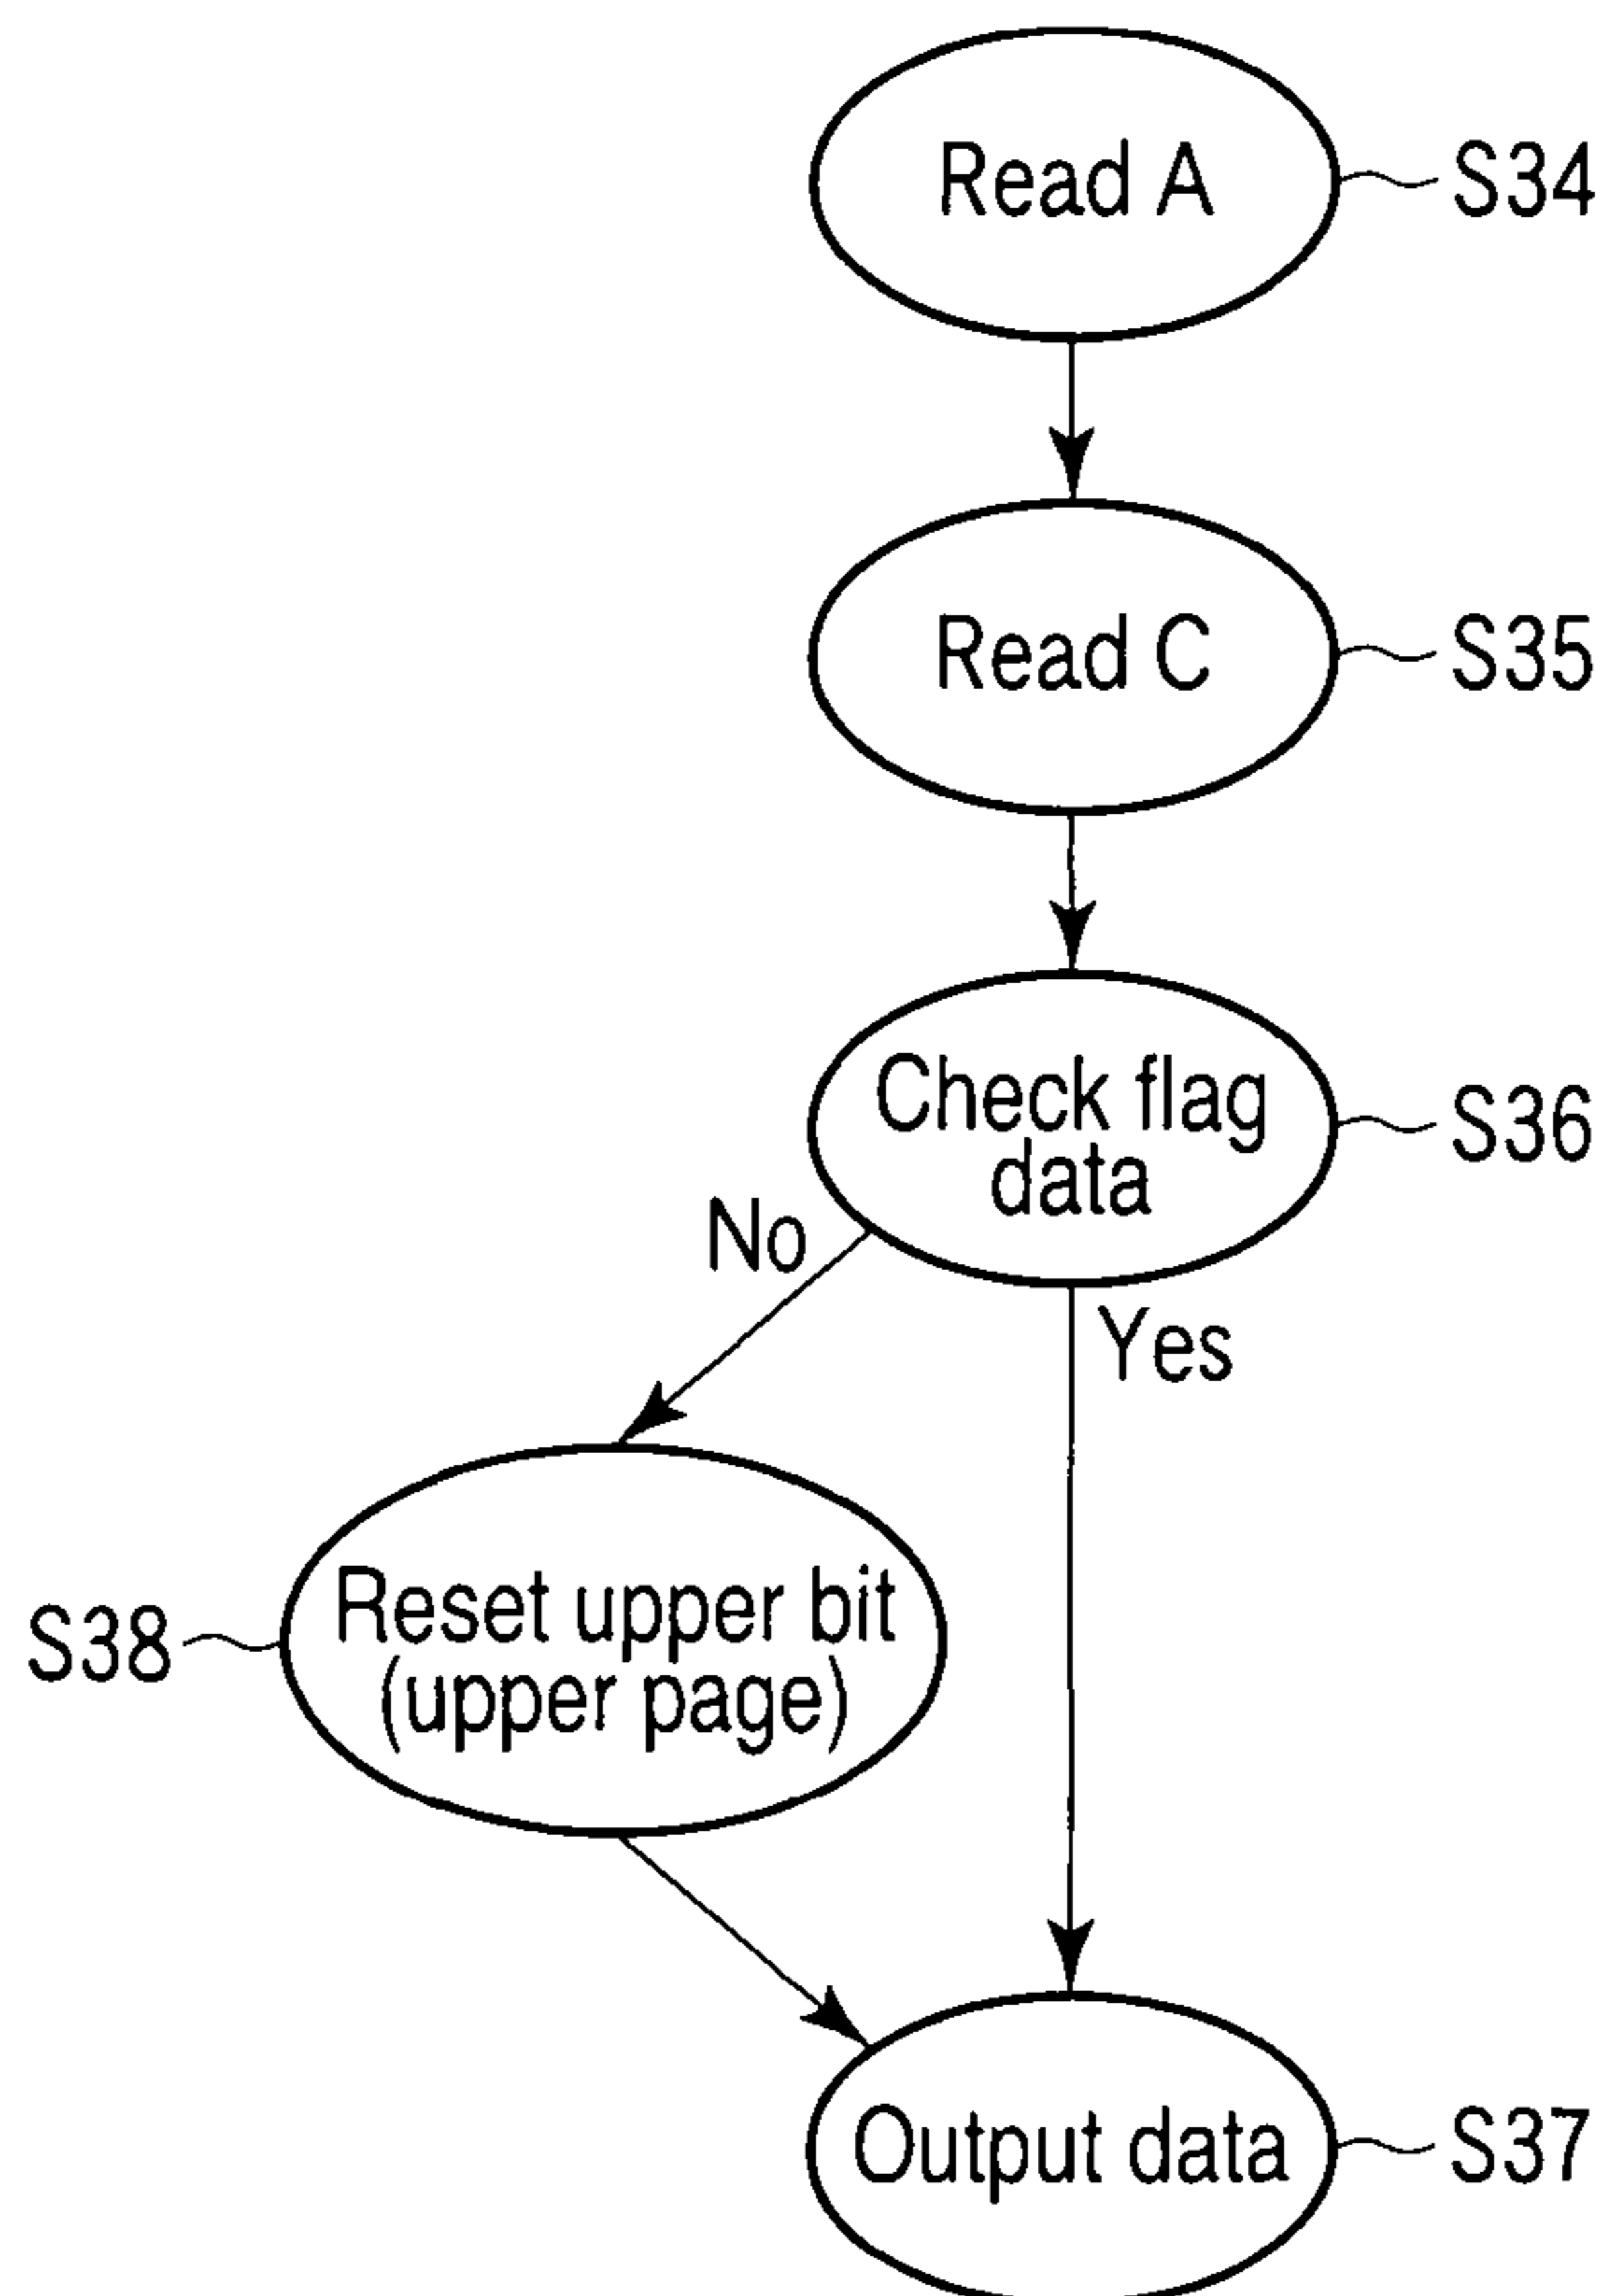 Read A
S34
Read C
S35
Check flag
data
S36
No
Yes
Reset upper bit
(upper page)
S38
Output data
S37